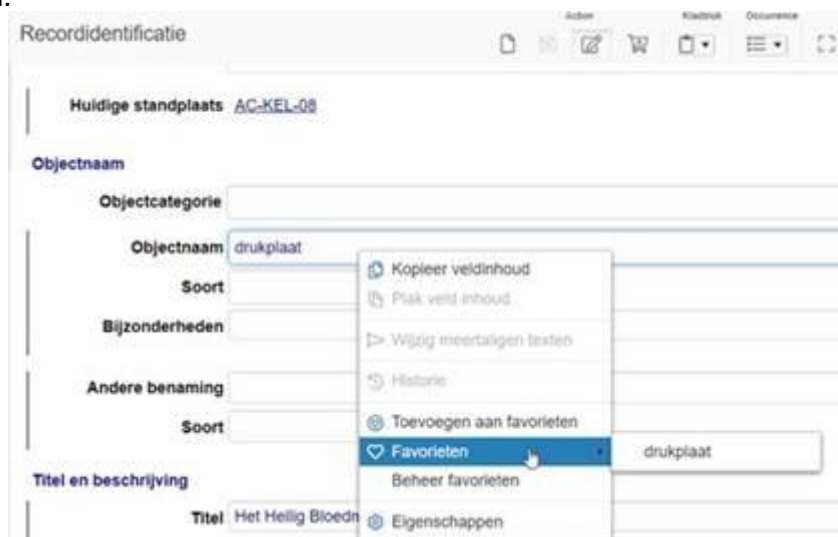 Action Kladblok Occurrence
Recordidentificatie
Huidige standplaats AC-KEL-08
Objectnaam
Objectcategorie
Objectnaam drukplaat
Kopieer veldinhoud
Soort
Plak veld inhoud
Bijzonderheden
Wijzig meertaligen texten
Andere benaming
Historie
Soort
Toevoegen aan favorieten
Favorieten
drukplaat
Titel en beschrijving
Beheer favorieten
Titel Het Heilig Bloedn
Eigenschappen